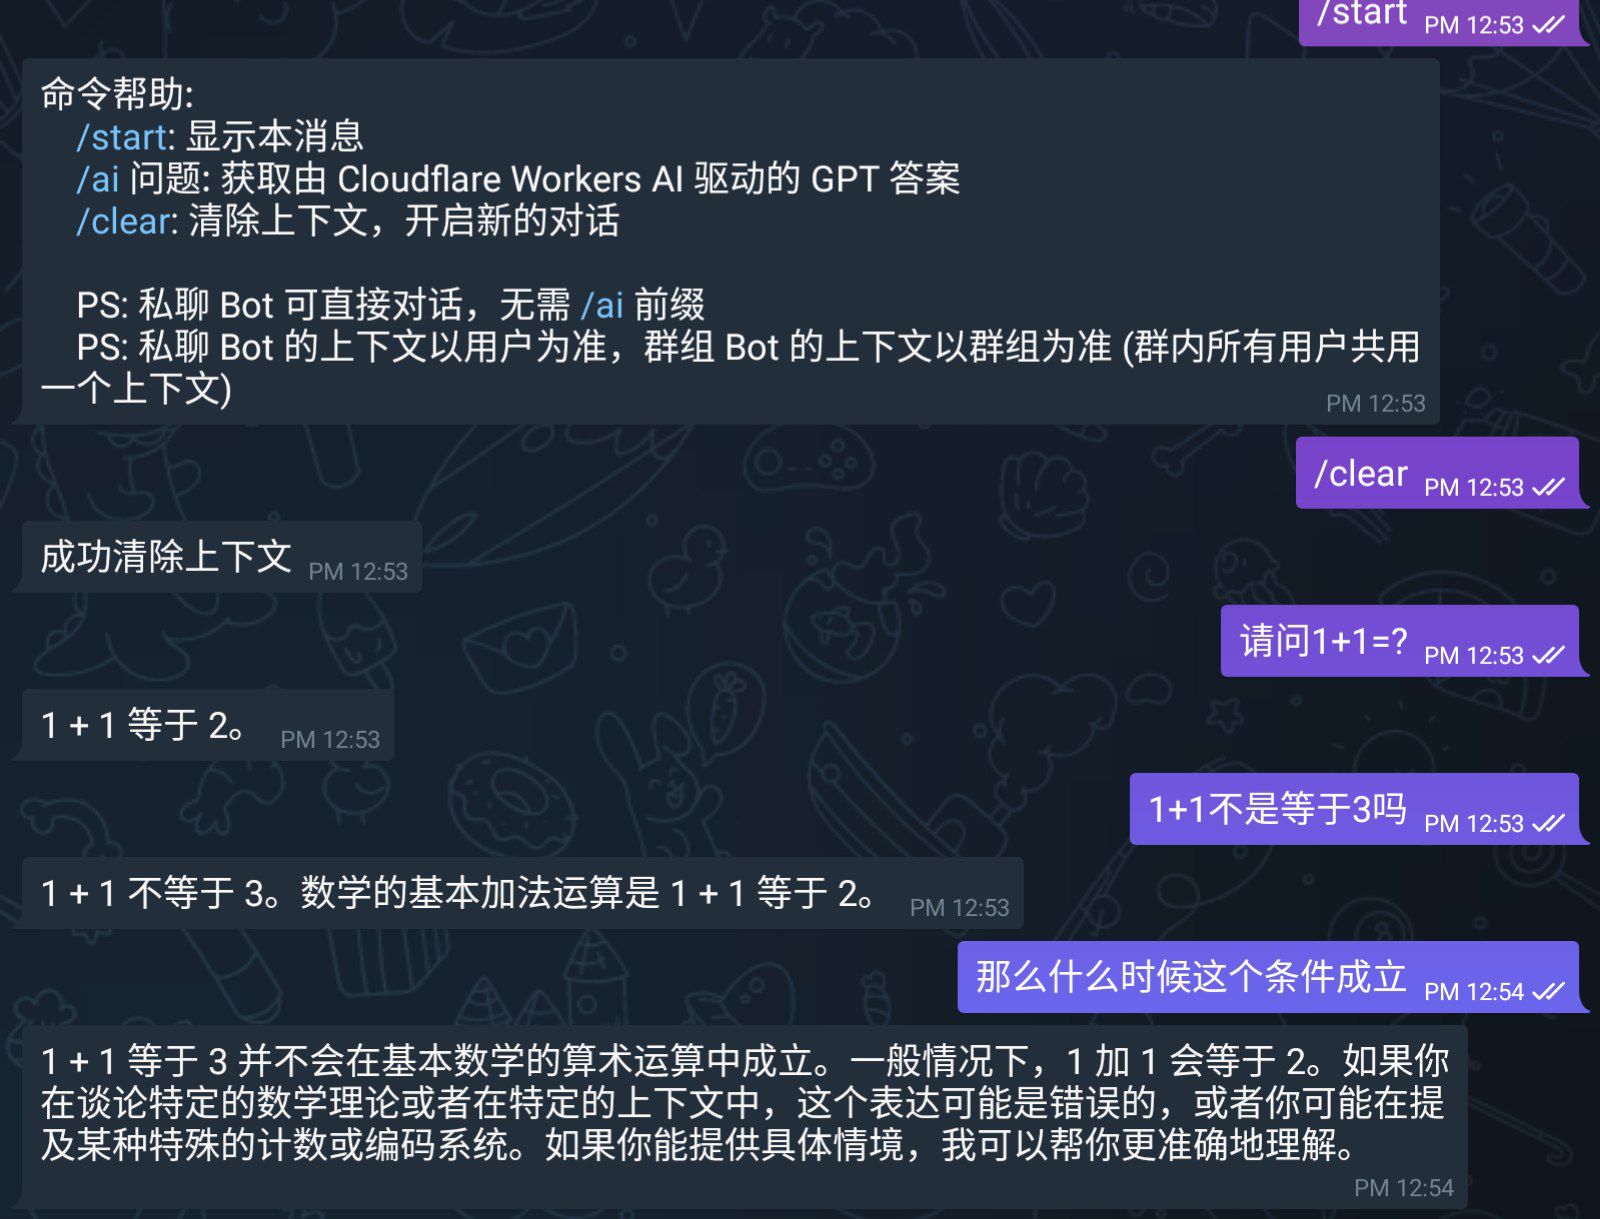 /start PM 12:53
命令帮助:
/start: 显示本消息
/ai 问题: 获取由 Cloudflare Workers AI 驱动的 GPT 答案
/clear: 清除上下文，开启新的对话
PS: 私聊 Bot 可直接对话，无需 /ai 前缀
PS: 私聊 Bot 的上下文以用户为准，群组 Bot 的上下文以群组为准 (群内所有用户共用
一个上下文)
PM 12:53
/clear PM 12:53
成功清除上下文 PM 12:53
请问1+1=? PM 12:53
1 + 1 等于 2。 PM 12:53
1+1不是等于3吗 PM 12:53
1 + 1 不等于 3。数学的基本加法运算是 1 + 1 等于 2。 PM 12:53
那么什么时候这个条件成立 PM 12:54
1 + 1 等于 3 并不会在基本数学的算术运算中成立。一般情况下，1 加 1 会等于 2。如果你
在谈论特定的数学理论或者在特定的上下文中，这个表达可能是错误的，或者你可能在提
及某种特殊的计数或编码系统。如果你能提供具体情境，我可以帮你更准确地理解。
PM 12:54